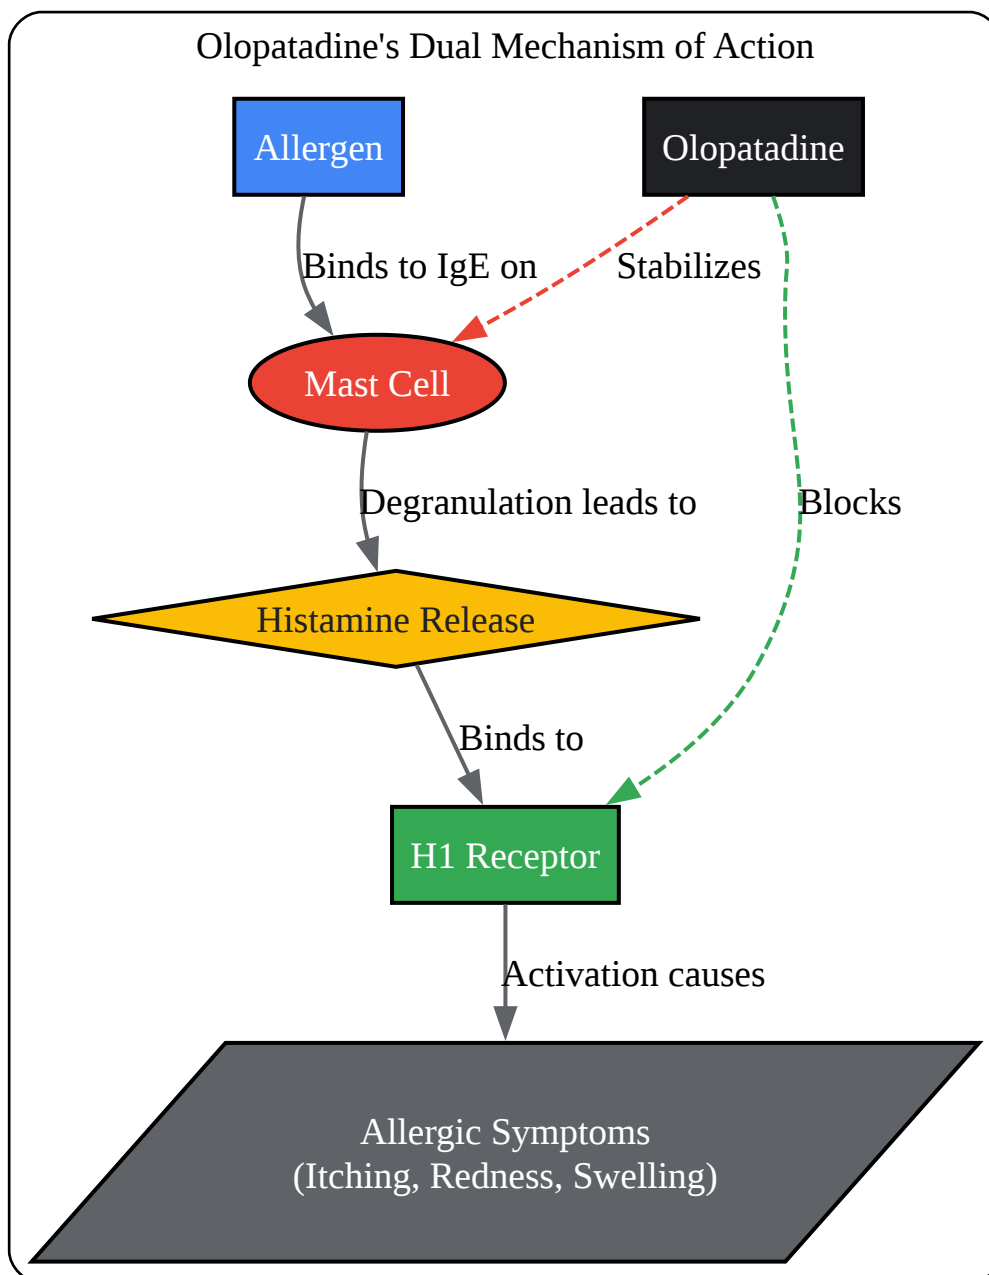 Olopatadine's Dual Mechanism of Action
Allergen
Olopatadine
Binds to IgE on
Stabilizes
Mast Cell
Degranulation leads to
Blocks
Histamine Release
Binds to
H1 Receptor
Activation causes
Allergic Symptoms
(Itching, Redness, Swelling)